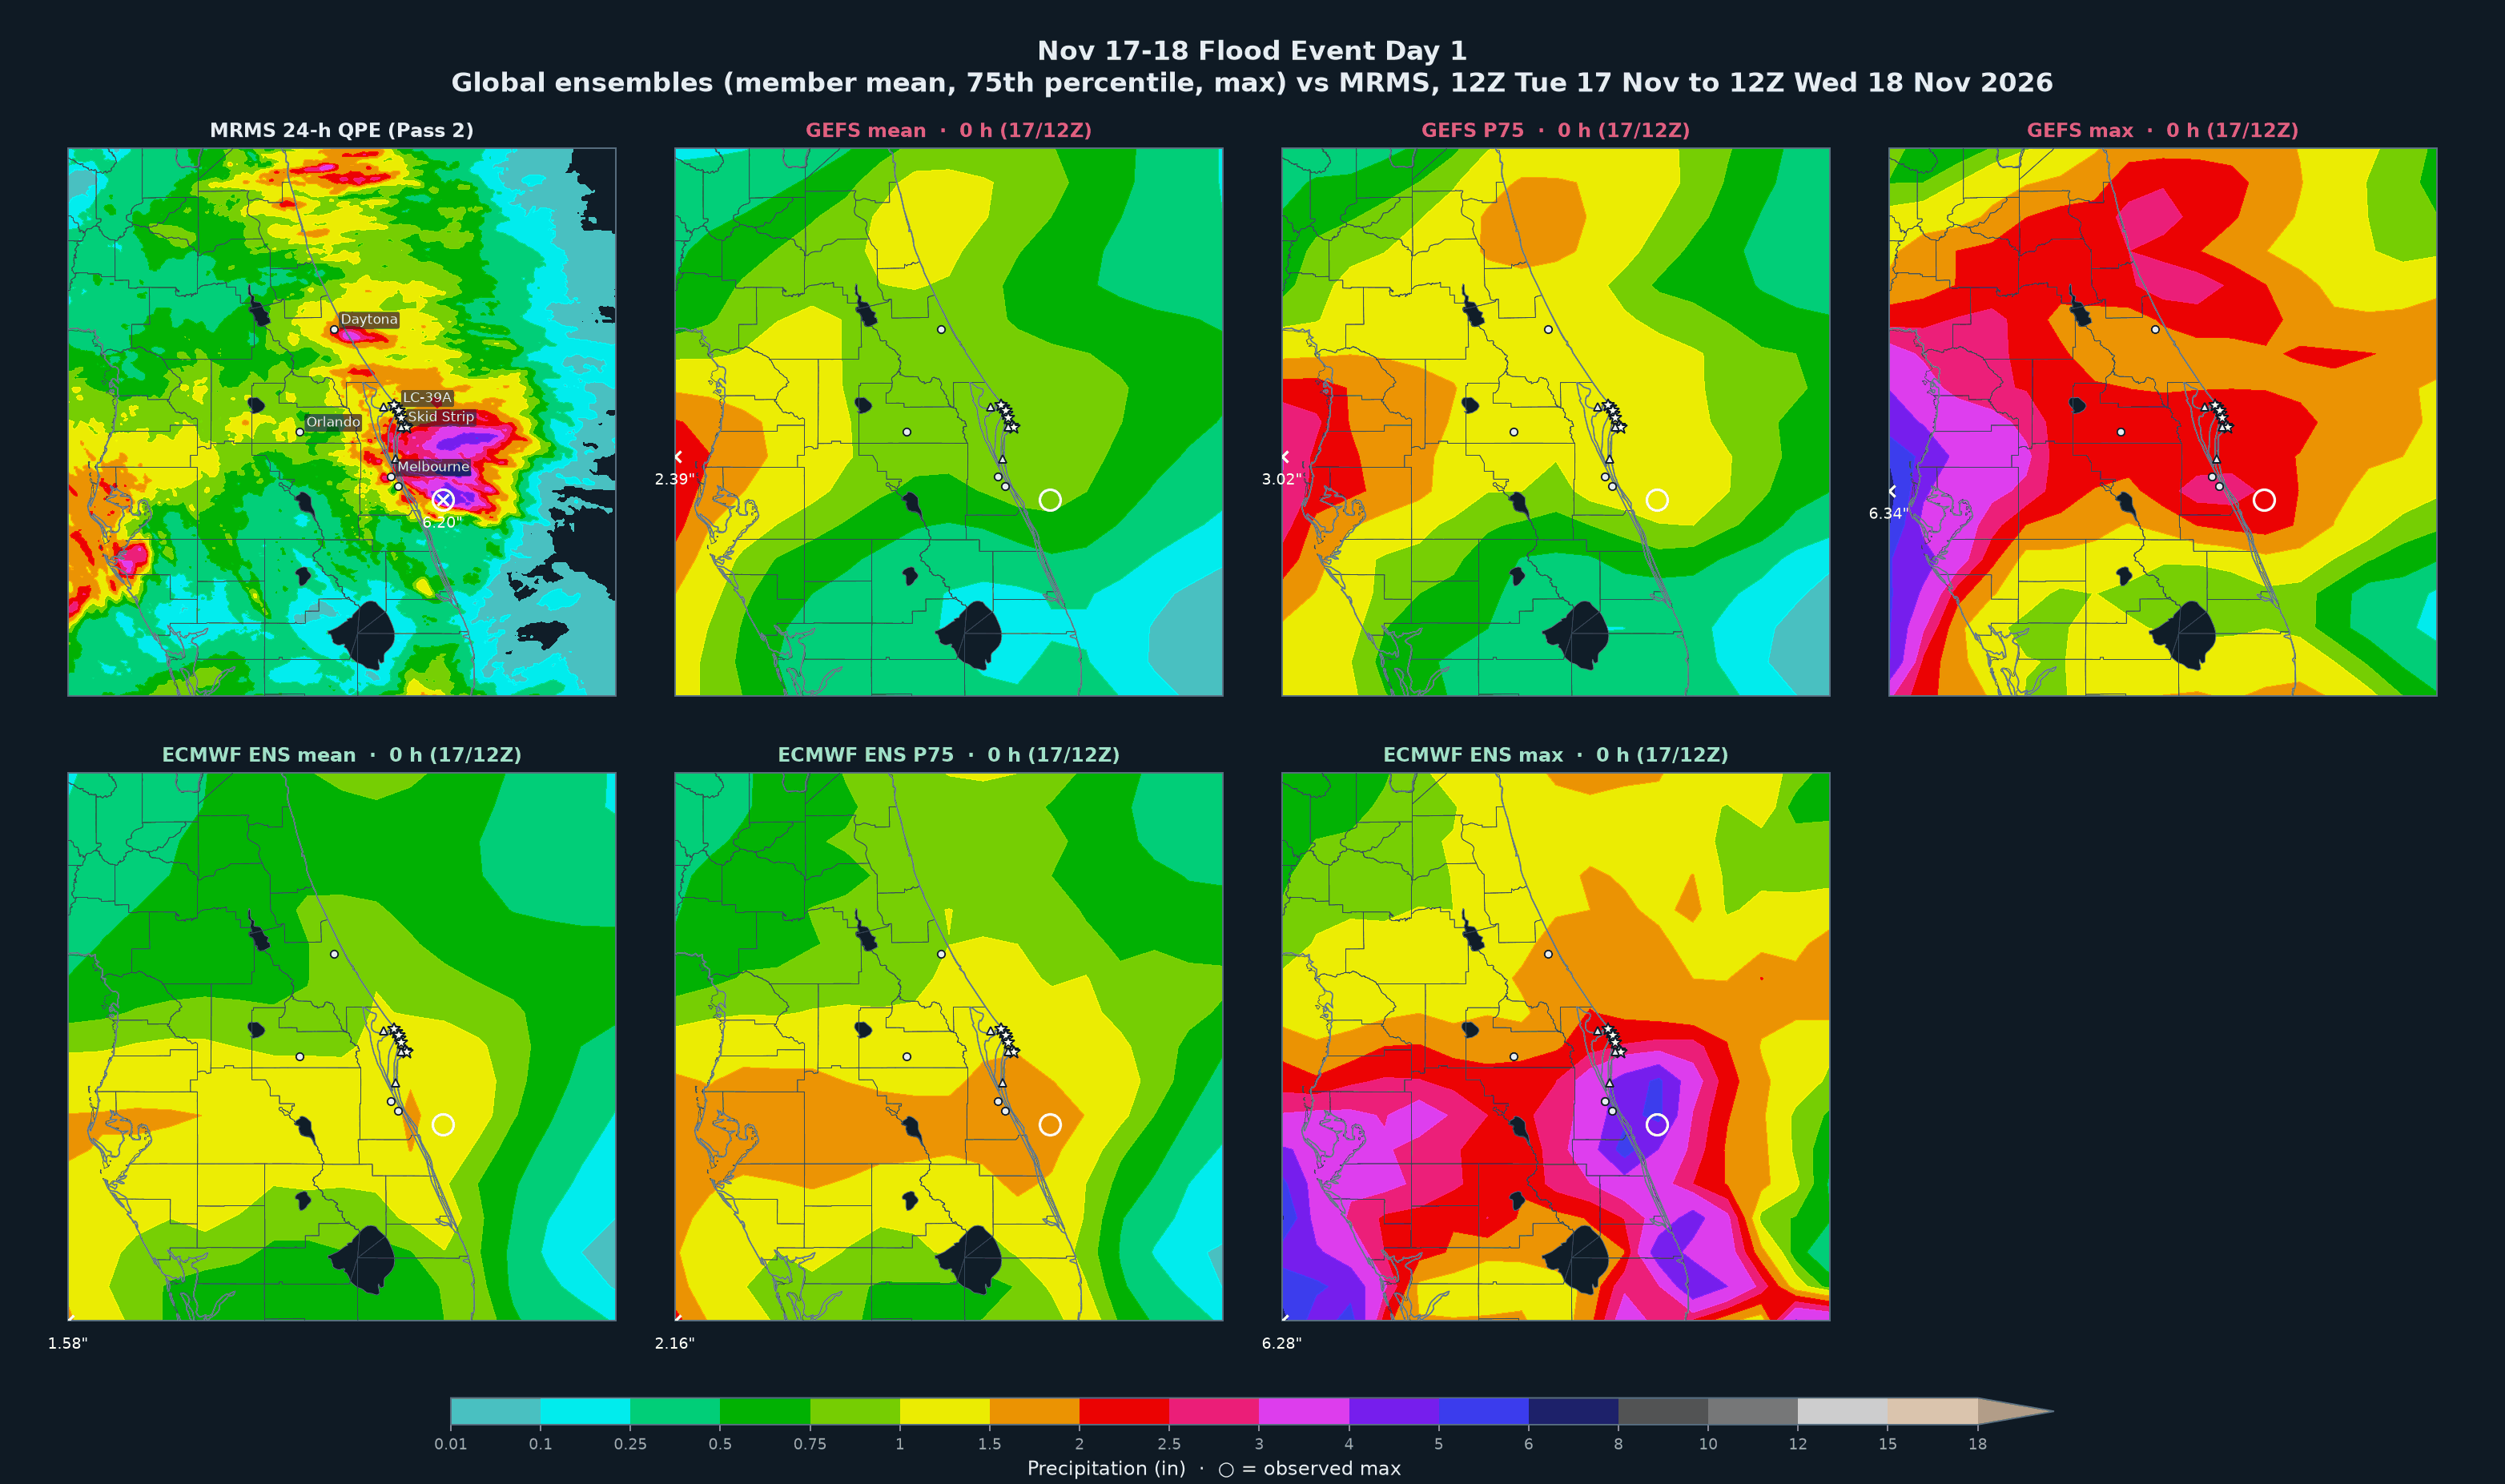 Nov 17-18 Flood Event Day 1
Global ensembles (member mean, 75th percentile, max) vs MRMS, 12Z Tue 17 Nov to 12Z Wed 18 Nov 2026
MRMS 24-h QPE (Pass 2)
GEFS mean · 0 h (17/12Z)
GEFS P75 · 0 h (17/12Z)
GEFS max · 0 h (17/12Z)
Daytona
LC-39A
Skid Strip
Orlando
Melbourne
6.20"
2.39"
3.02"
6.34"
ECMWF ENS mean · 0 h (17/12Z)
ECMWF ENS P75 · 0 h (17/12Z)
ECMWF ENS max · 0 h (17/12Z)
1.58"
2.16"
6.28"
0.01 0.1 0.25 0.5 0.75 1 1.5 2 2.5 3 4 5 6 8 10 12 15 18
Precipitation (in) · ○ = observed max